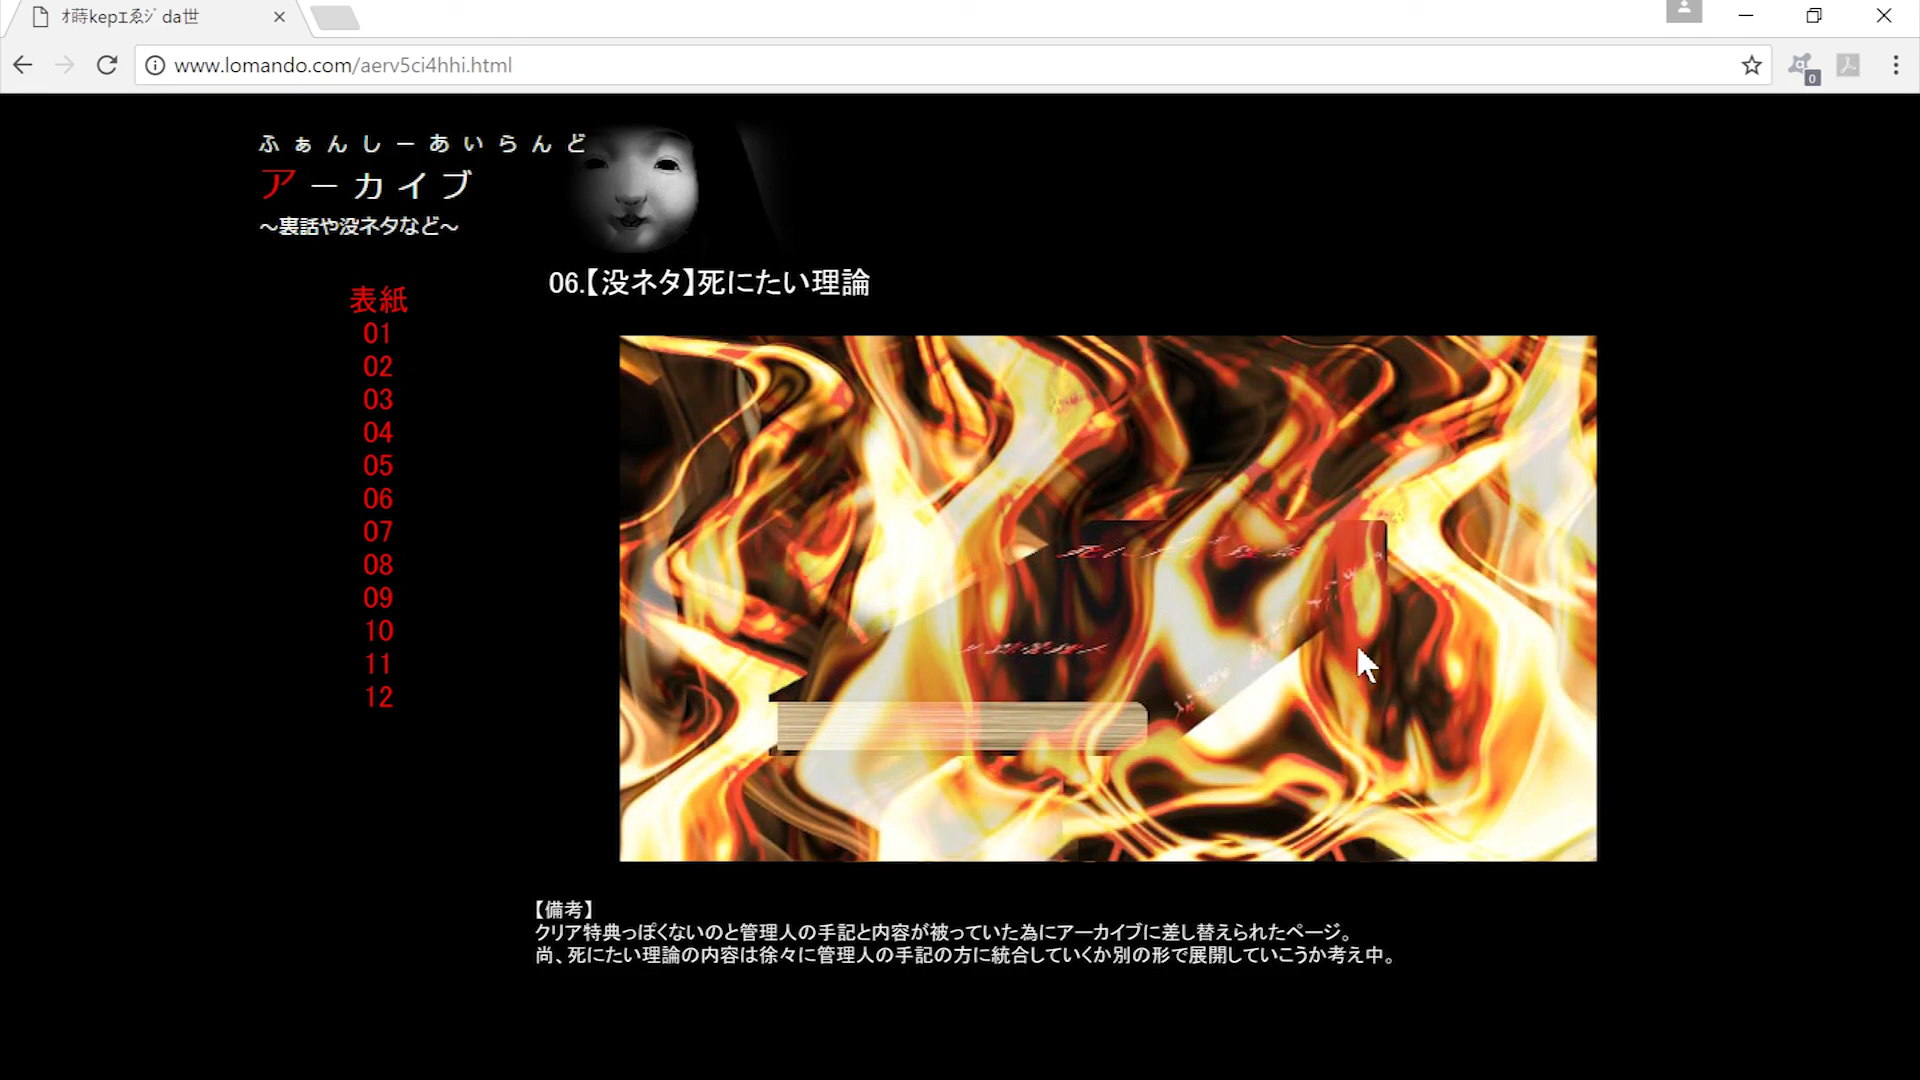 ｵ蒔kepｴゑｼﾞda世
www.lomando.com/aerv5ci4hhi.html
0
ふぁんしーあいらんど
アーカイブ
～裏話や没ネタなど～
06.【没ネタ】死にたい理論
表紙
01
02
03
04
05
06
07
08
09
10
11
12
死にたい理論
【備考】
クリア特典っぽくないのと管理人の手記と内容が被っていた為にアーカイブに差し替えられたページ。
尚、死にたい理論の内容は徐々に管理人の手記の方に統合していくか別の形で展開していこうか考え中。